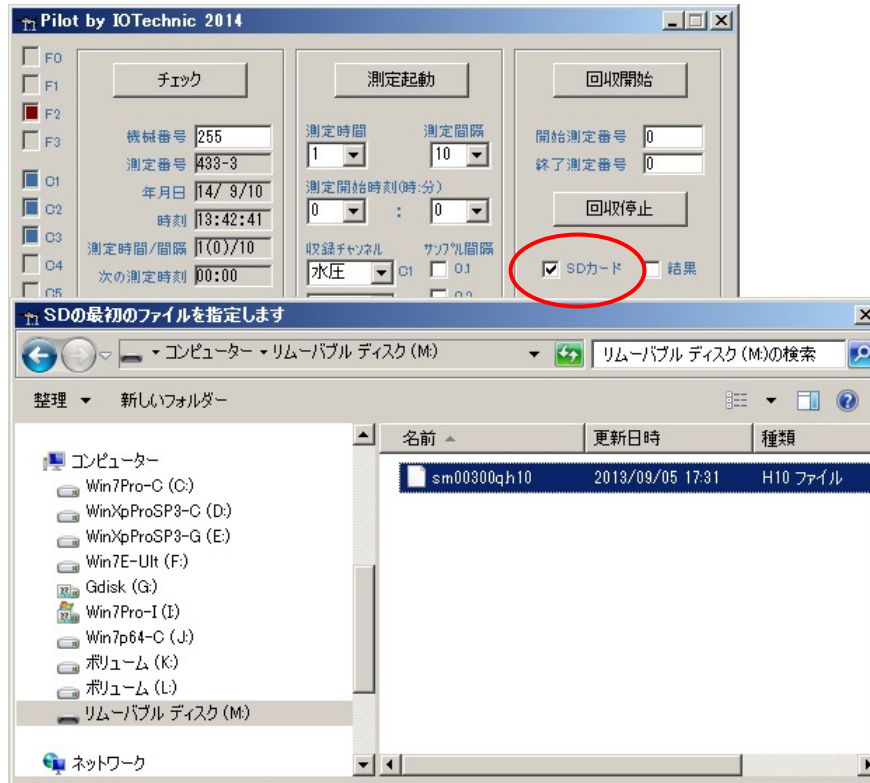 Pilot by IOTechnic 2014
F0
F1
F2
F3
C1
C2
C3
C4
C5
チェック
機械番号 255
測定番号 433-3
年月日 14/ 9/10
時刻 13:42:41
測定時間/間隔 1(0)/10
次の測定時刻 00:00
測定起動
測定時間 測定間隔
1 10
測定開始時刻(時:分)
0 : 0
収録チャンネル サンプル間隔
水圧 C1 0.1
0.2
回収開始
開始測定番号 0
終了測定番号 0
回収停止
SDカード 結果
SDの最初のファイルを指定します
コンピューター リムーバブル ディスク (M:)
リムーバブル ディスク (M:)の検索
整理 新しいフォルダー
コンピューター
Win7Pro-C (C:)
WinXpProSP3-C (D:)
WinXpProSP3-G (E:)
Win7E-Ult (F:)
Gdisk (G:)
Win7Pro-I (I:)
Win7p64-C (J:)
ボリューム (K:)
ボリューム (L:)
リムーバブル ディスク (M:)
ネットワーク
名前 更新日時 種類
sm00300q.h10 2013/09/05 17:31 H10 ファイル